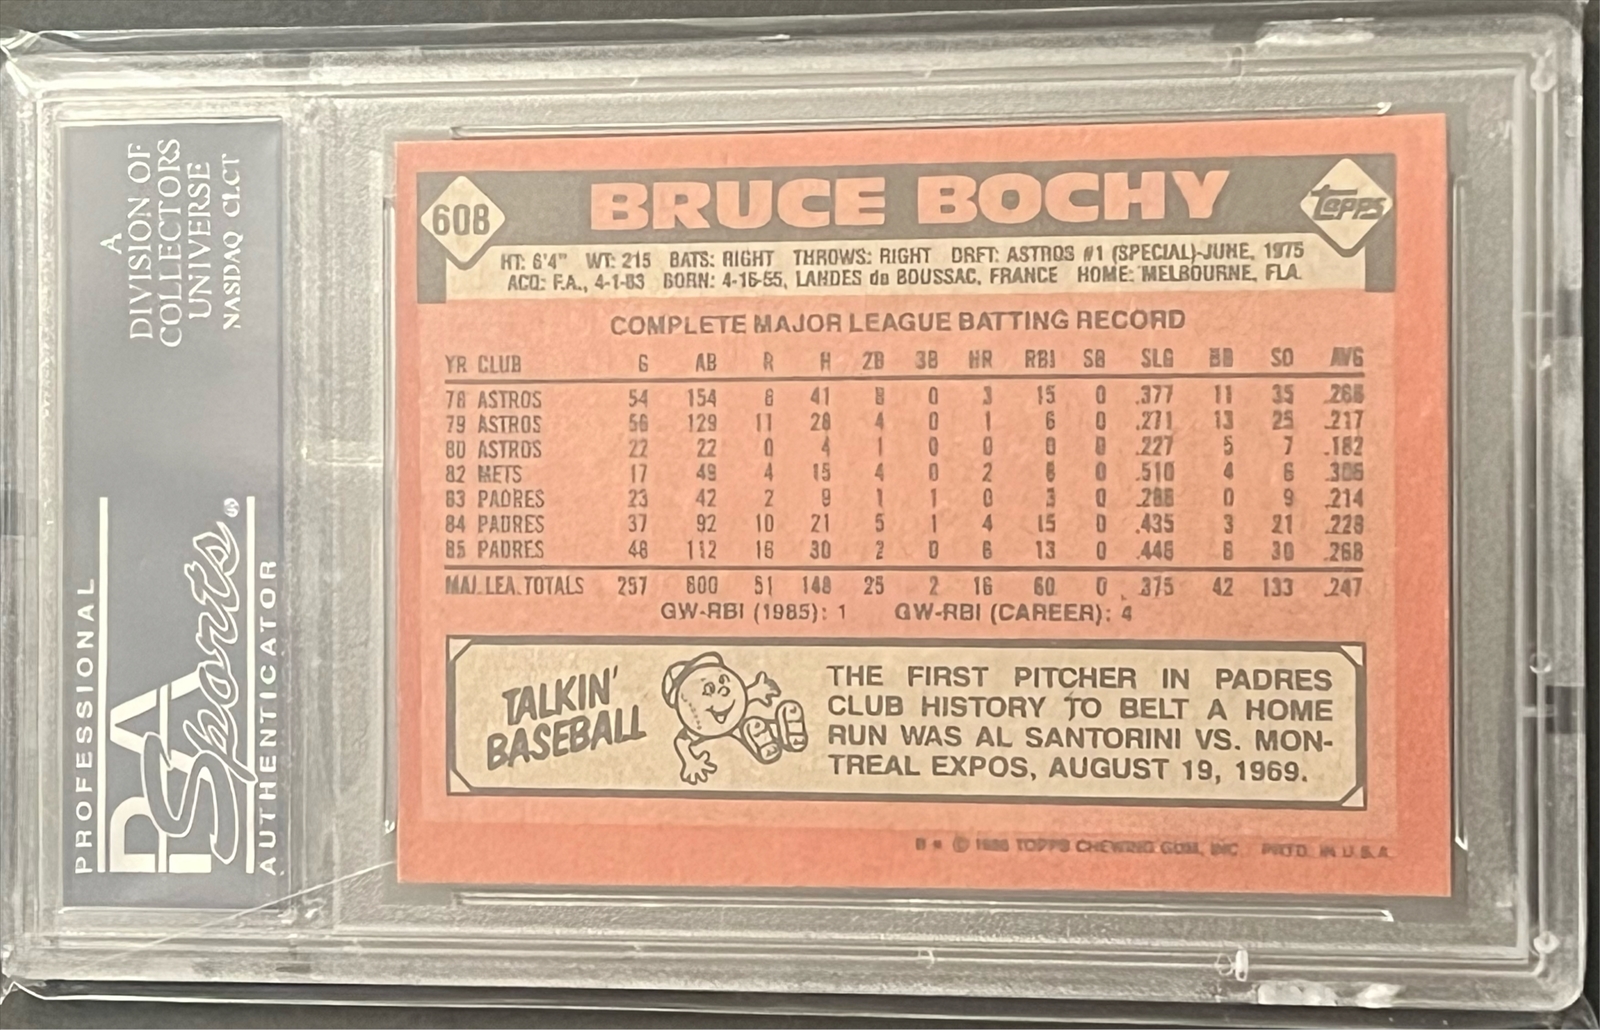 A
DIVISION OF
COLLECTORS
UNIVERSE
NASDAQ CLCT
PROFESSIONAL
PSA
Sports®
AUTHENTICATOR
608
BRUCE BOCHY
Topps
HT: 6'4" WT: 215 BATS: RIGHT THROWS: RIGHT DRFT: ASTROS #1 (SPECIAL)-JUNE, 1975
ACQ: F.A., 4-1-83 BORN: 4-16-55, LANDES de BOUSSAC, FRANCE HOME: MELBOURNE, FLA.
COMPLETE MAJOR LEAGUE BATTING RECORD
YR CLUB G AB R H 2B 3B HR RBI SB SLG BB SO AVG
78 ASTROS 54 154 8 41 8 0 3 15 0 .377 11 35 .266
79 ASTROS 56 129 11 28 4 0 1 6 0 .271 13 25 .217
80 ASTROS 22 22 0 4 1 0 0 0 0 .227 5 7 .182
82 METS 17 49 4 15 4 0 2 8 0 .510 4 6 .306
83 PADRES 23 42 2 9 1 1 0 3 0 .286 0 9 .214
84 PADRES 37 92 10 21 5 1 4 15 0 .435 3 21 .228
85 PADRES 48 112 16 30 2 0 6 13 0 .446 6 30 .268
MAJ. LEA. TOTALS 257 600 51 148 25 2 16 60 0 .375 42 133 .247
GW-RBI (1985): 1 GW-RBI (CAREER): 4
TALKIN'
BASEBALL
THE FIRST PITCHER IN PADRES
CLUB HISTORY TO BELT A HOME
RUN WAS AL SANTORINI VS. MON-
TREAL EXPOS, AUGUST 19, 1969.
B * © 1986 TOPPS CHEWING GUM, INC. PRTD. IN U.S.A.